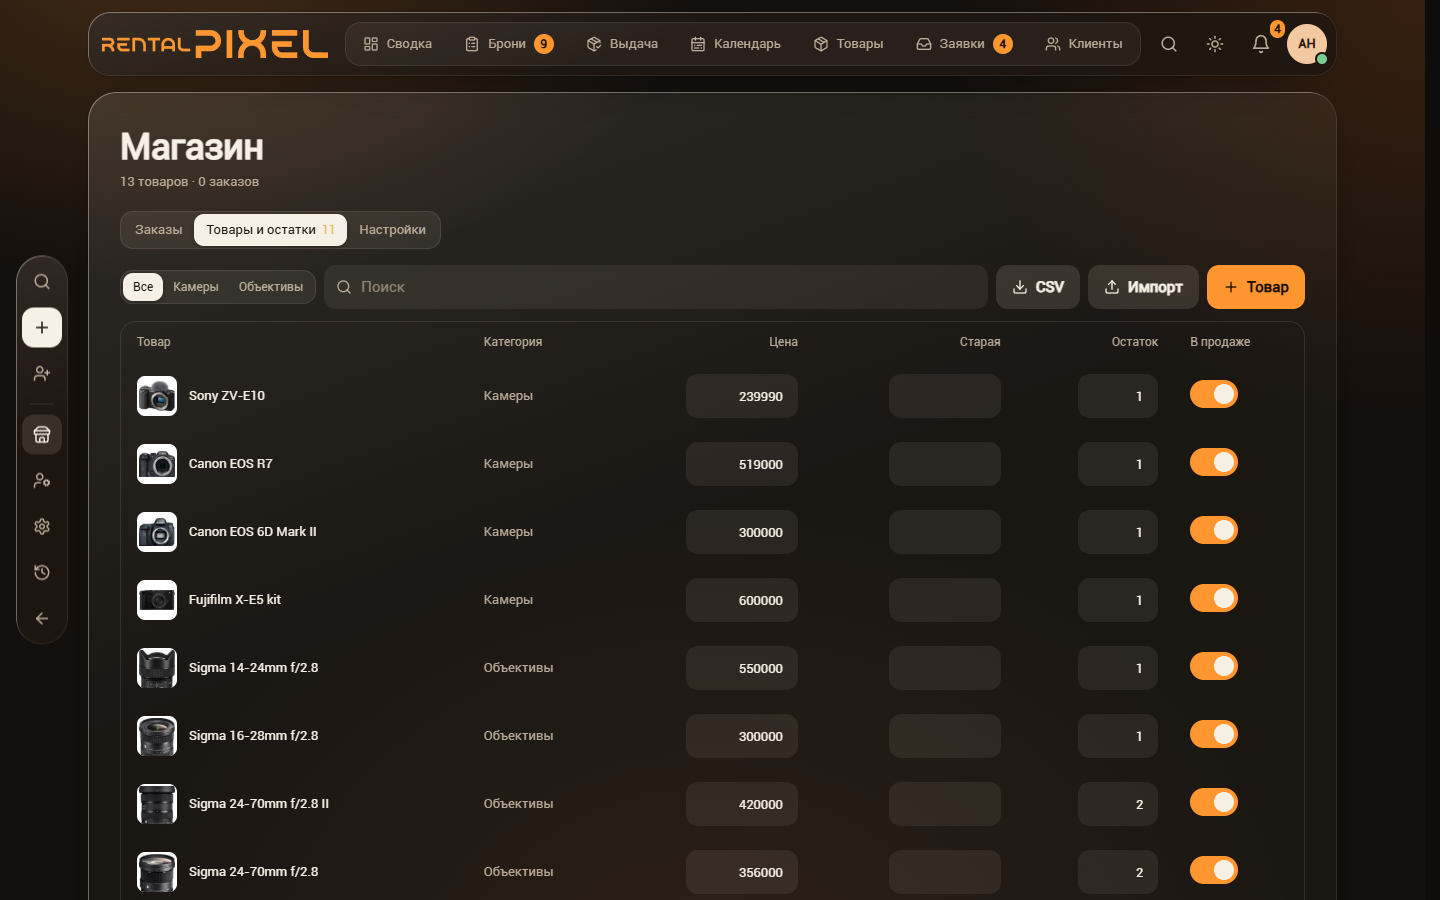 RENTAL PIXEL
Сводка
Брони 9
Выдача
Календарь
Товары
Заявки 4
Клиенты
4
АН
Магазин
13 товаров · 0 заказов
Заказы
Товары и остатки 11
Настройки
Все
Камеры
Объективы
Поиск
CSV
Импорт
Товар
Товар Категория Цена Старая Остаток В продаже
Sony ZV-E10 Камеры 239990 1
Canon EOS R7 Камеры 519000 1
Canon EOS 6D Mark II Камеры 300000 1
Fujifilm X-E5 kit Камеры 600000 1
Sigma 14-24mm f/2.8 Объективы 550000 1
Sigma 16-28mm f/2.8 Объективы 300000 1
Sigma 24-70mm f/2.8 II Объективы 420000 2
Sigma 24-70mm f/2.8 Объективы 356000 2